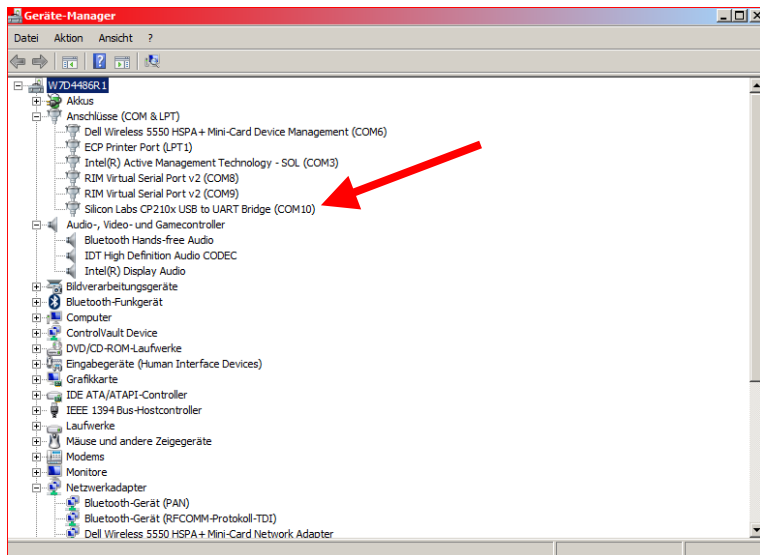 Geräte-Manager
Datei Aktion Ansicht ?
W7D4486R1
Akkus
Anschlüsse (COM & LPT)
Dell Wireless 5550 HSPA+ Mini-Card Device Management (COM6)
ECP Printer Port (LPT1)
Intel(R) Active Management Technology - SOL (COM3)
RIM Virtual Serial Port v2 (COM8)
RIM Virtual Serial Port v2 (COM9)
Silicon Labs CP210x USB to UART Bridge (COM10)
Audio-, Video- und Gamecontroller
Bluetooth Hands-free Audio
IDT High Definition Audio CODEC
Intel(R) Display Audio
Bildverarbeitungsgeräte
Bluetooth-Funkgerät
Computer
ControlVault Device
DVD/CD-ROM-Laufwerke
Eingabegeräte (Human Interface Devices)
Grafikkarte
IDE ATA/ATAPI-Controller
IEEE 1394 Bus-Hostcontroller
Laufwerke
Mäuse und andere Zeigegeräte
Modems
Monitore
Netzwerkadapter
Bluetooth-Gerät (PAN)
Bluetooth-Gerät (RFCOMM-Protokoll-TDI)
Dell Wireless 5550 HSPA+ Mini-Card Network Adapter